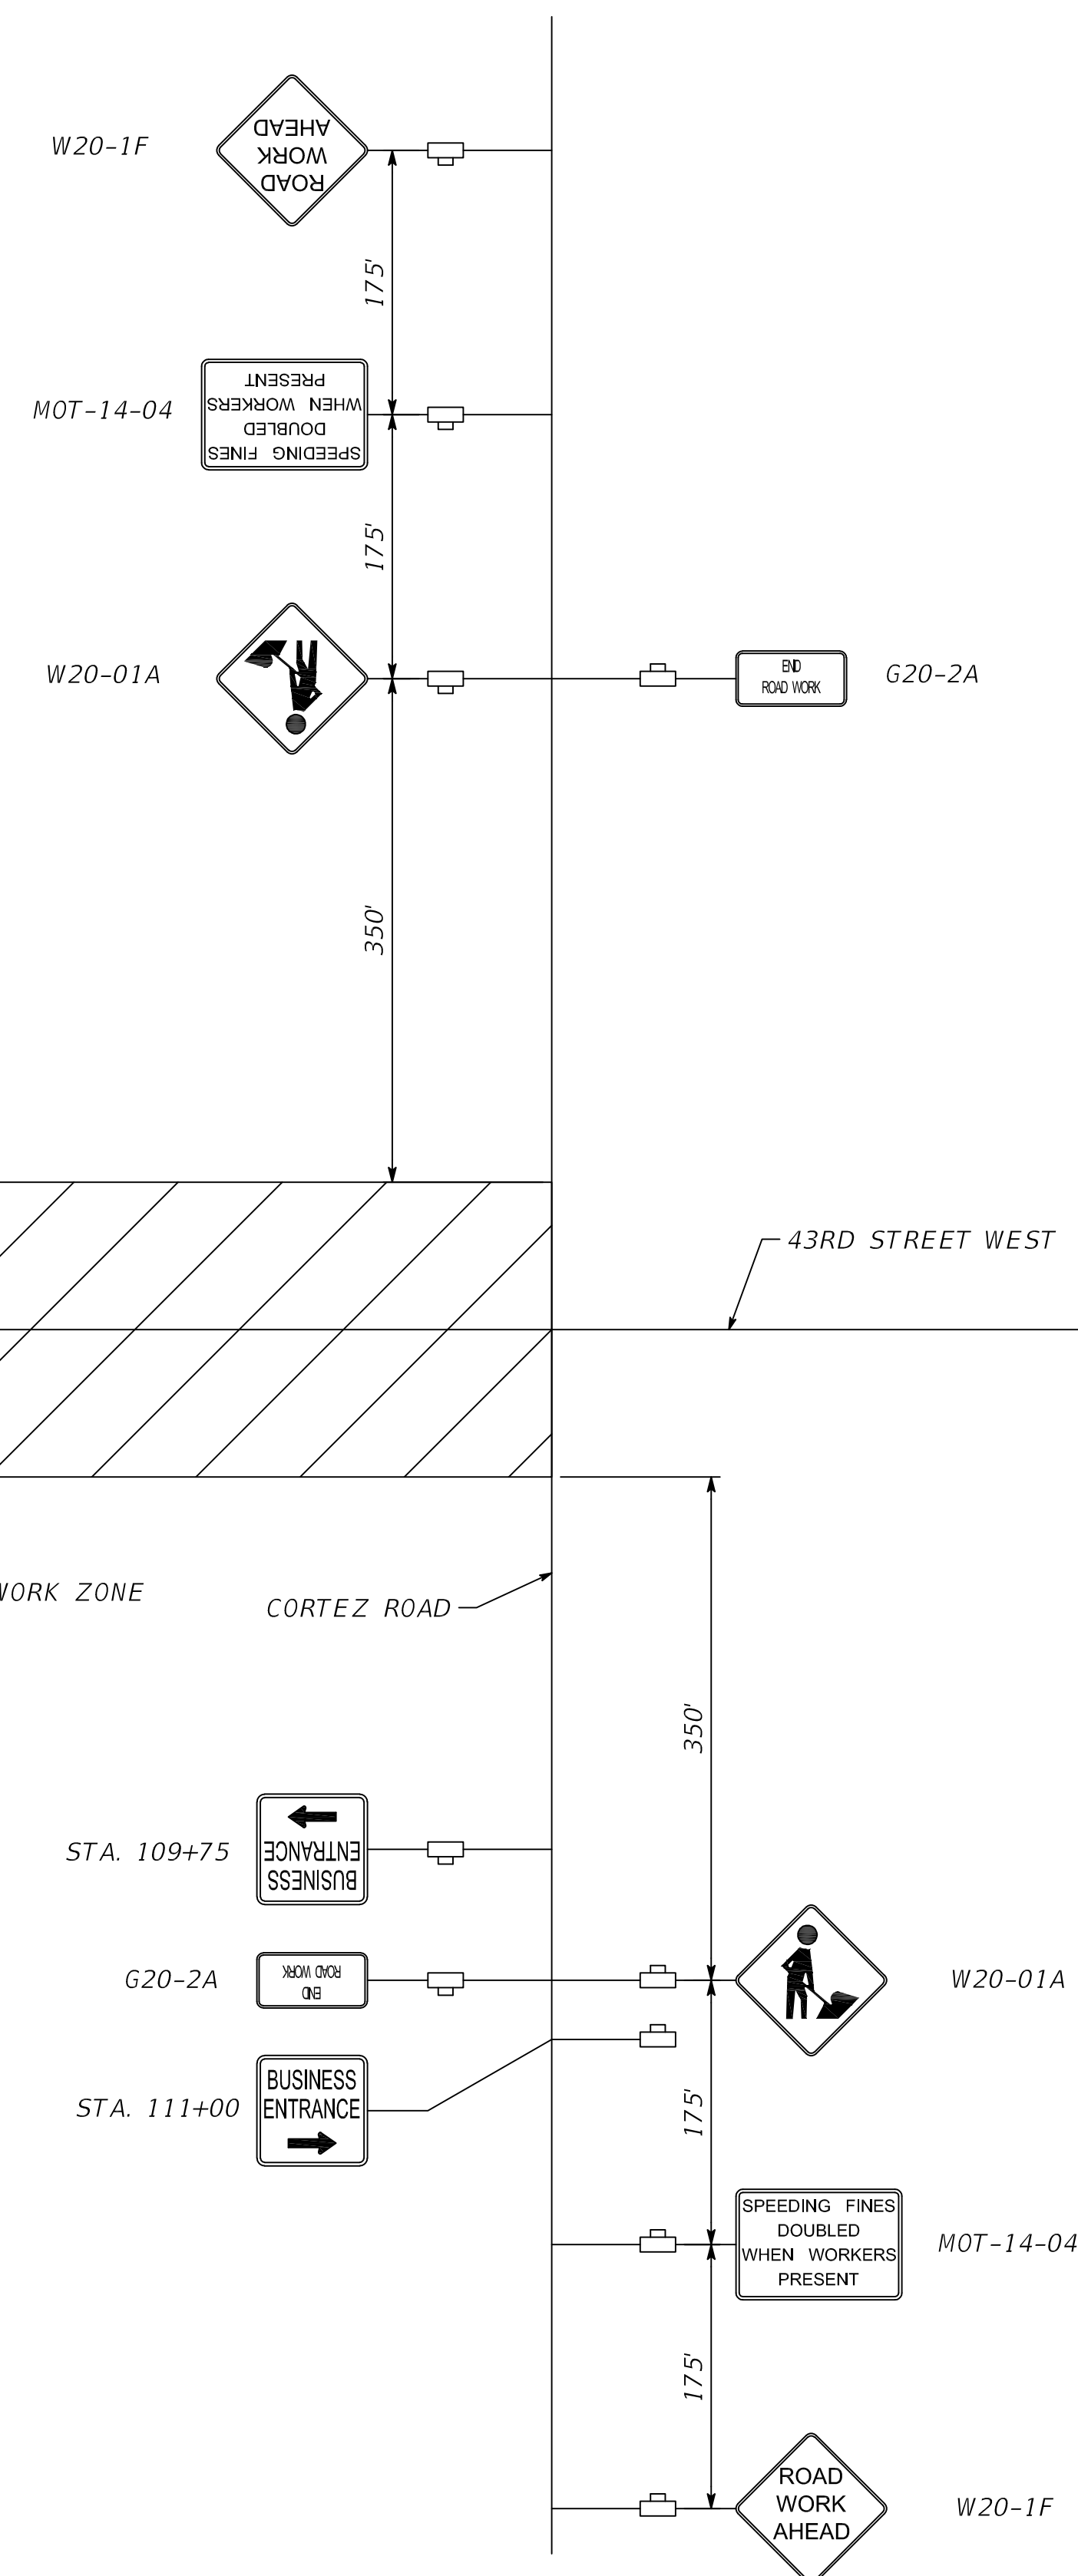 W20-1F
ROAD
WORK
AHEAD
175'
MOT-14-04
SPEEDING FINES
DOUBLED
WHEN WORKERS
PRESENT
175'
W20-01A
END
ROAD WORK
G20-2A
350'
43RD STREET WEST
WORK ZONE
CORTEZ ROAD
350'
STA. 109+75
BUSINESS
ENTRANCE
G20-2A
END
ROAD WORK
W20-01A
STA. 111+00
BUSINESS
ENTRANCE
175'
SPEEDING FINES
DOUBLED
WHEN WORKERS
PRESENT
MOT-14-04
175'
ROAD
WORK
AHEAD
W20-1F